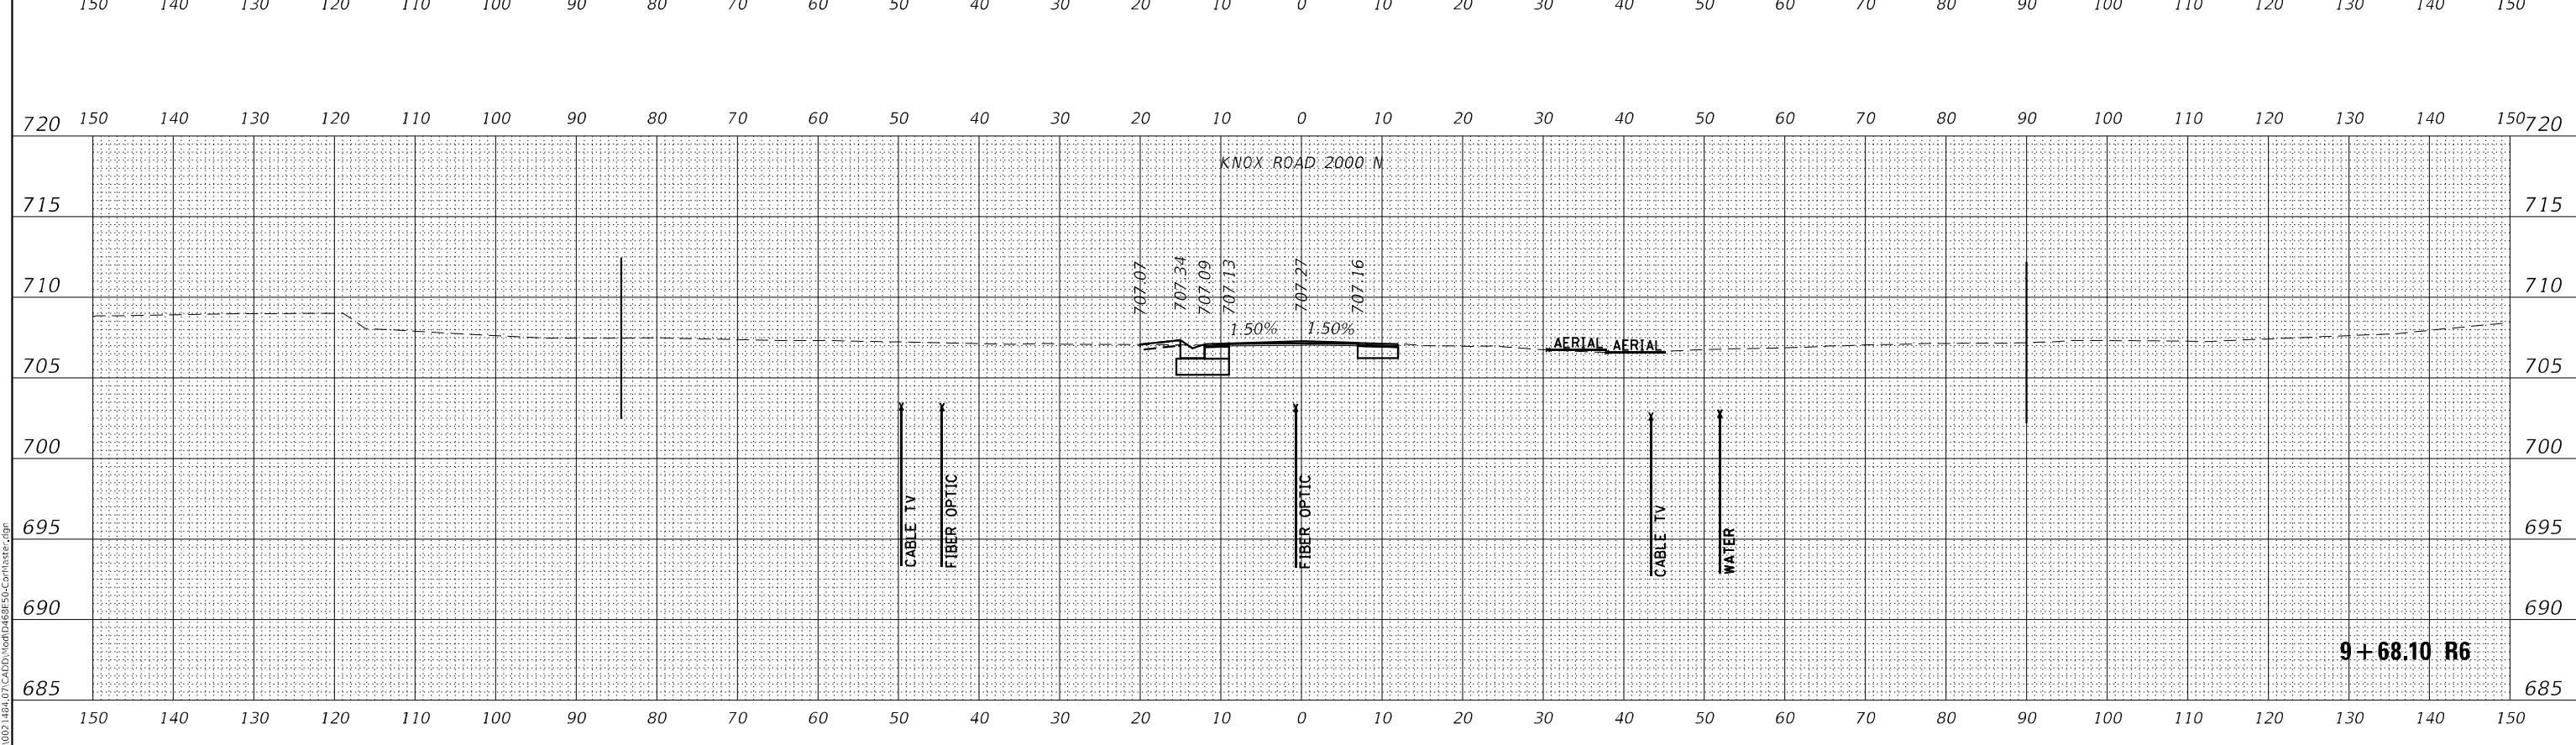 150 140 130 120 110 100 90 80 70 60 50 40 30 20 10 0 10 20 30 40 50 60 70 80 90 100 110 120 130 140 150
720 150 140 130 120 110 100 90 80 70 60 50 40 30 20 10 0 10 20 30 40 50 60 70 80 90 100 110 120 130 140 150 720
KNOX ROAD 2000 N
715 715
710 707.07 707.34 707.09 707.13 707.27 707.16 710
1.50% 1.50%
AERIAL AERIAL
705 705
700 700
CABLE TV
FIBER OPTIC
FIBER OPTIC
CABLE TV
WATER
695 695
690 690
9+68.10 R6
685 685
150 140 130 120 110 100 90 80 70 60 50 40 30 20 10 0 10 20 30 40 50 60 70 80 90 100 110 120 130 140 150
\0021484.07\CADD\Mod\D468E50-CorMaster.dgn